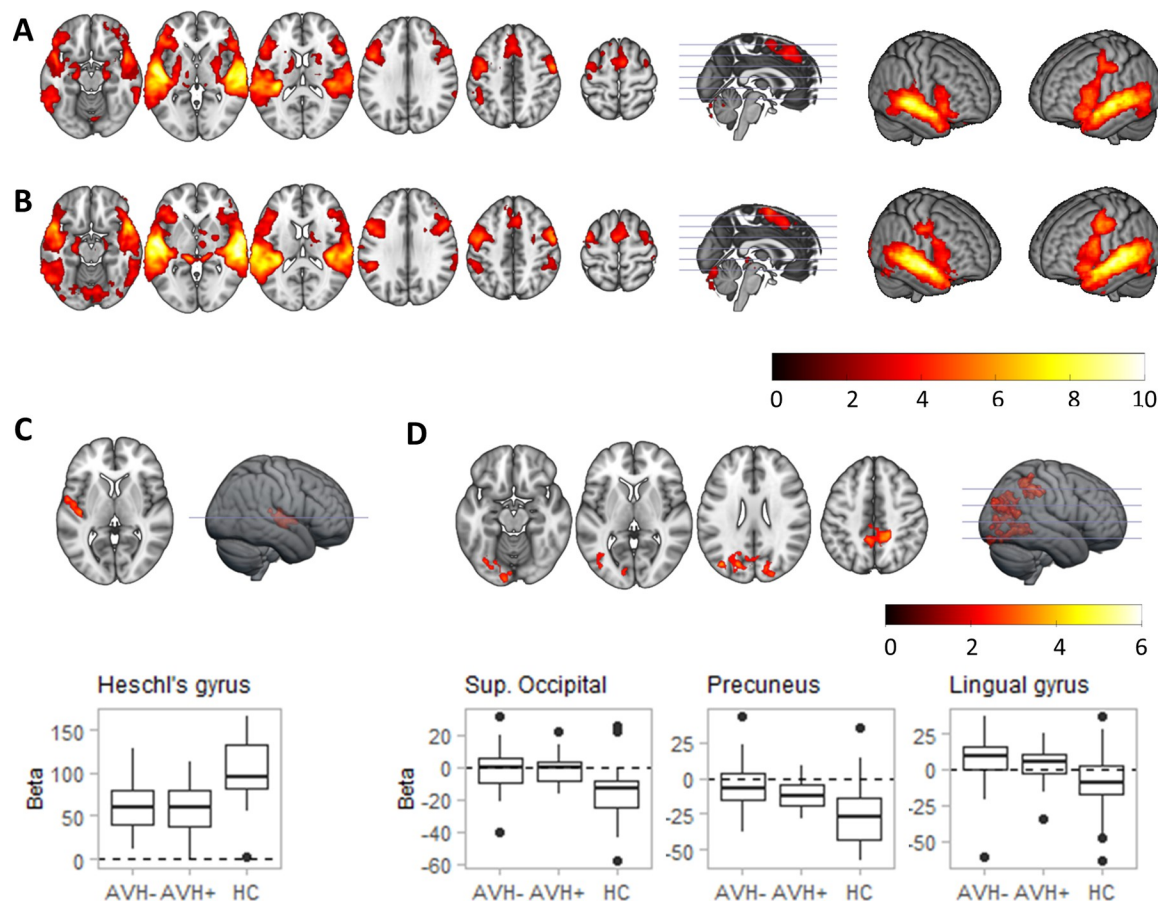 A
B
0 2 4 6 8 10
C
D
0 2 4 6
Heschl's gyrus
Beta
150
100
50
0
AVH- AVH+ HC
Sup. Occipital
Beta
20
0
-20
-40
-60
AVH- AVH+ HC
Precuneus
25
0
-25
-50
AVH- AVH+ HC
Lingual gyrus
25
0
-25
-50
AVH- AVH+ HC